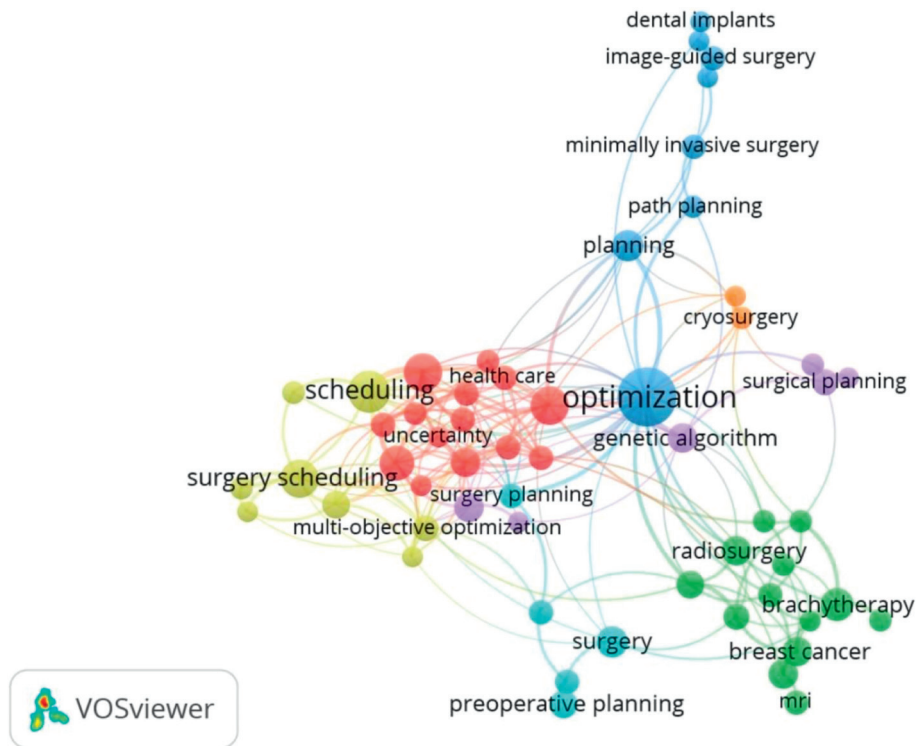 dental implants
image-guided surgery
minimally invasive surgery
path planning
planning
cryosurgery
health care
surgical planning
scheduling
optimization
uncertainty
genetic algorithm
surgery scheduling
surgery planning
multi-objective optimization
radiosurgery
brachytherapy
surgery
breast cancer
preoperative planning
mri
VOSviewer